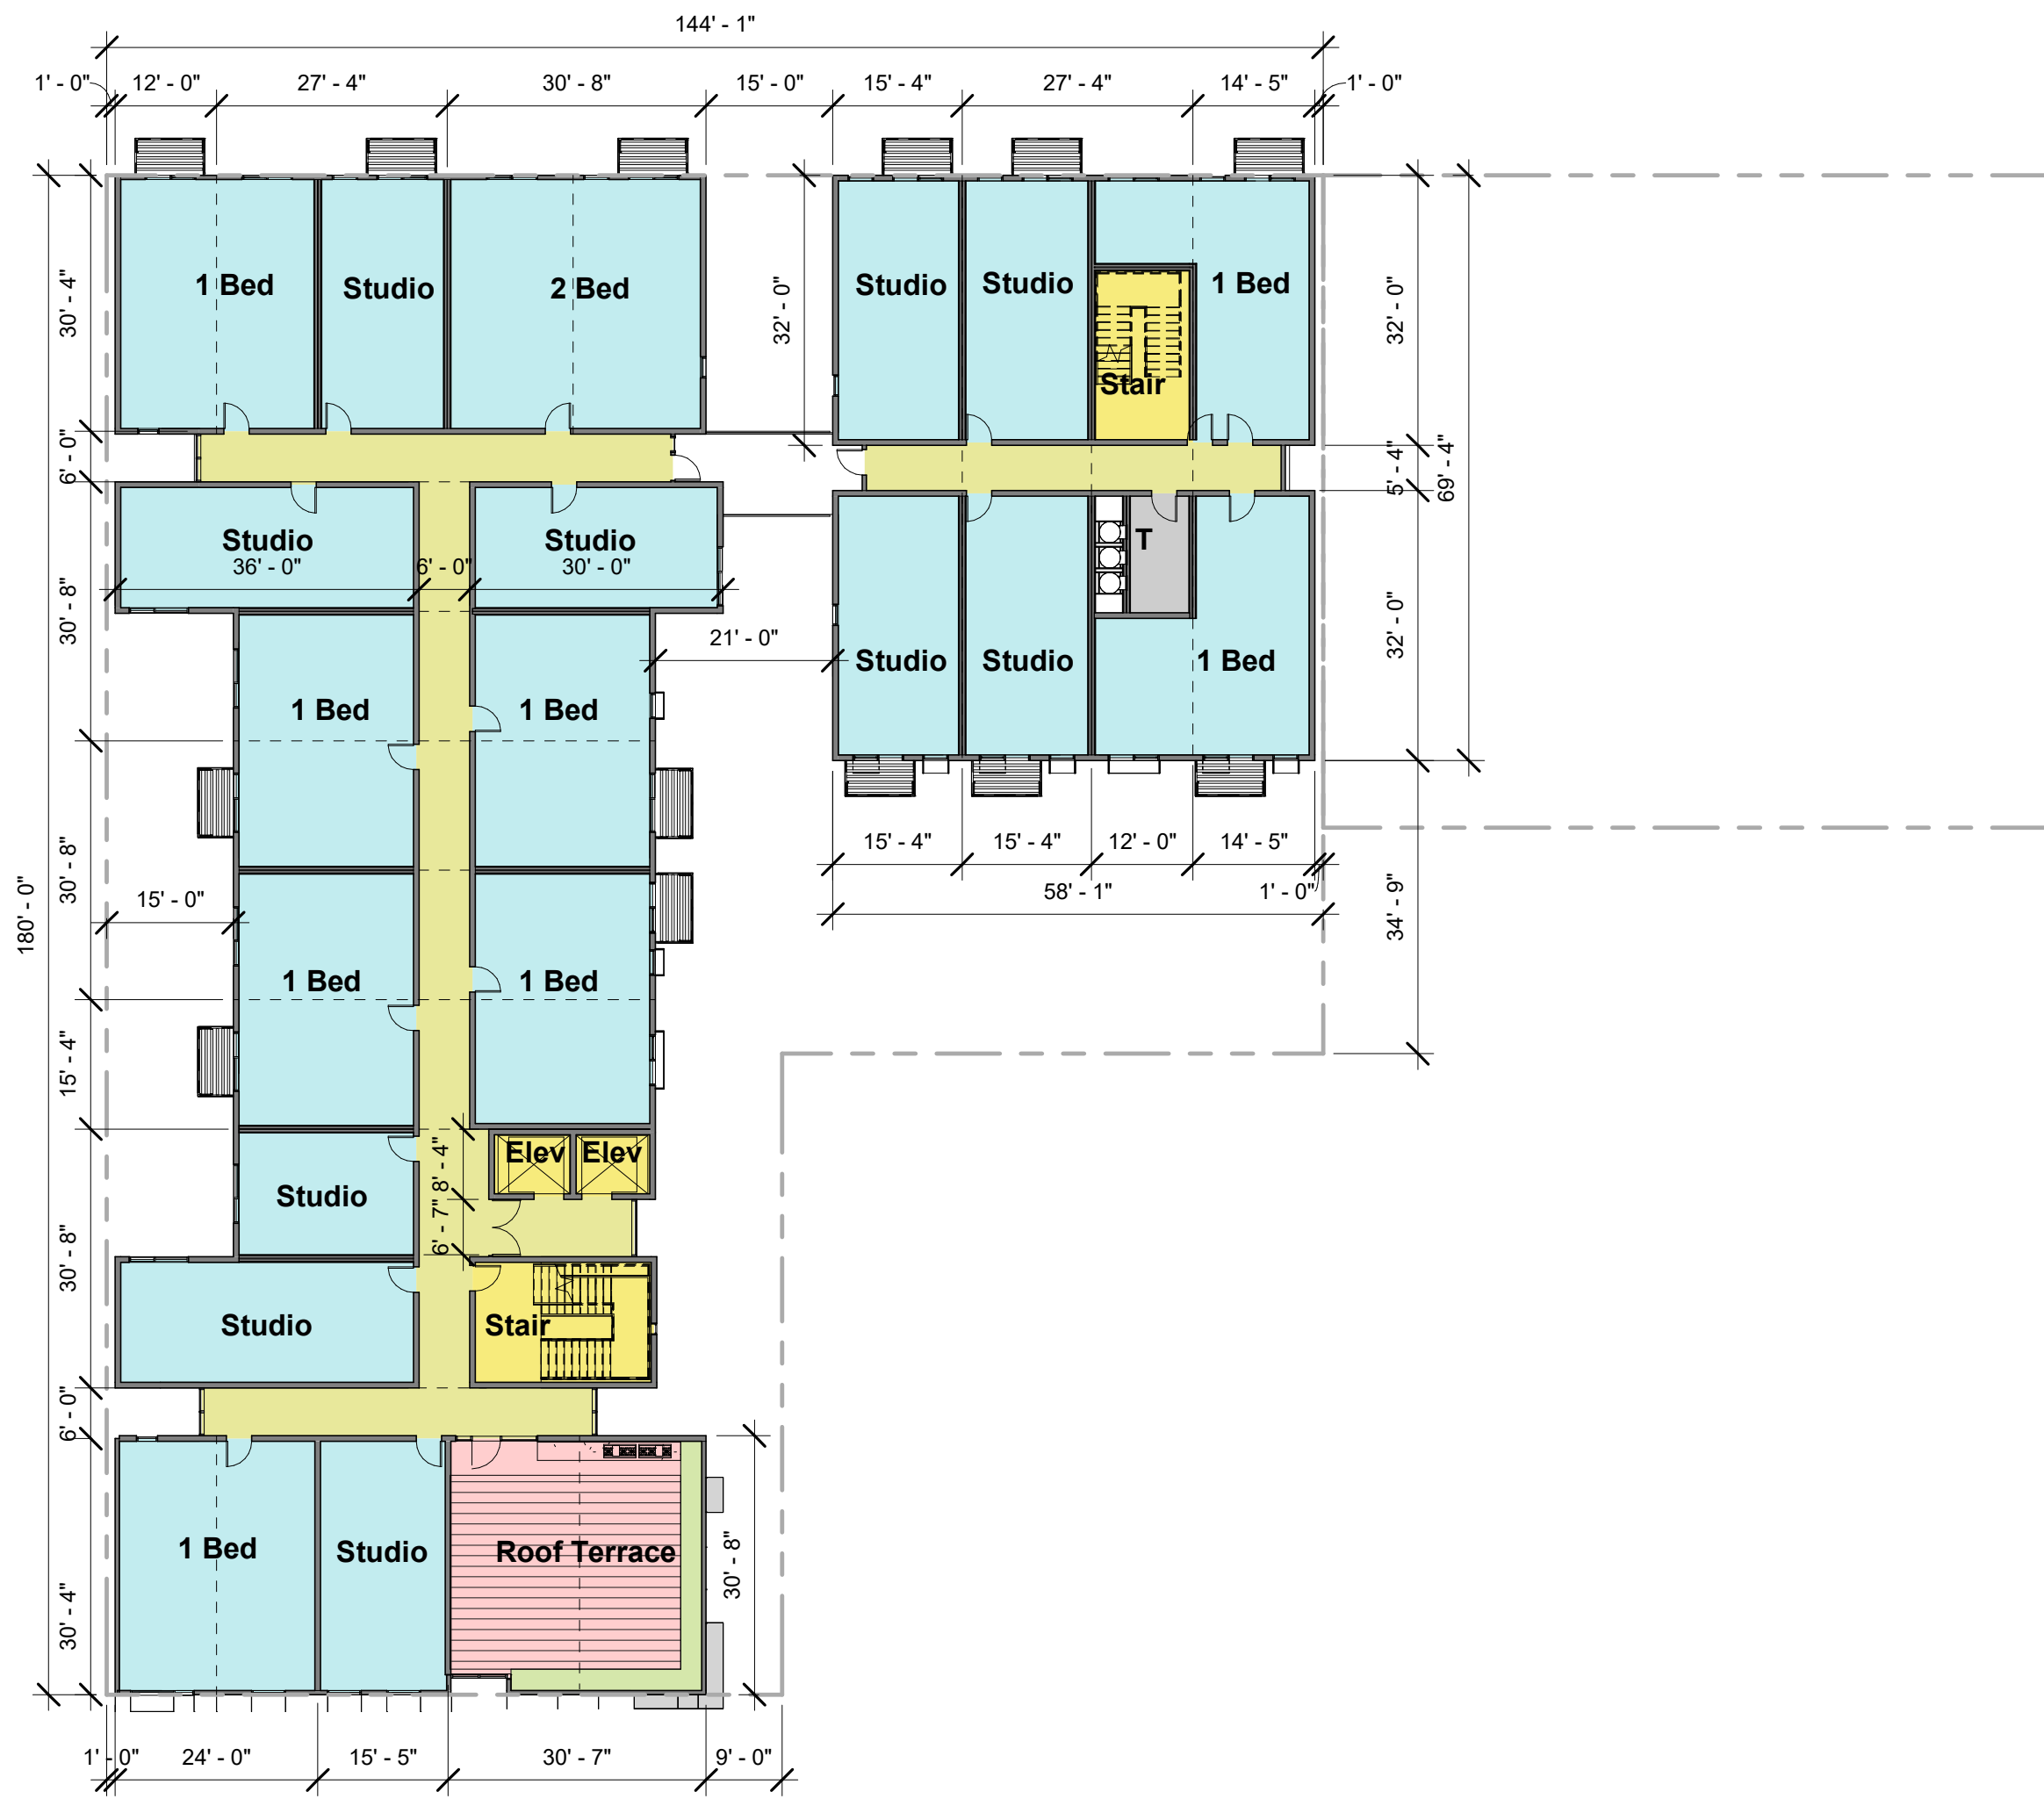 144' - 1"
1' - 0"
12' - 0"
27' - 4"
30' - 8"
15' - 0"
15' - 4"
27' - 4"
14' - 5"
1' - 0"
1 Bed
Studio
2 Bed
Studio
Studio
1 Bed
Stair
30' - 4"
32' - 0"
32' - 0"
6' - 0"
5' - 4"
69' - 4"
Studio
36' - 0"
6' - 0"
Studio
30' - 0"
T
30' - 8"
21' - 0"
Studio
Studio
1 Bed
32' - 0"
1 Bed
1 Bed
15' - 4"
15' - 4"
12' - 0"
14' - 5"
58' - 1"
1' - 0"
180' - 0"
30' - 8"
15' - 0"
34' - 9"
1 Bed
1 Bed
15' - 4"
Elev
Elev
8' - 4"
Studio
6' - 7"
30' - 8"
Studio
Stair
6' - 0"
1 Bed
Studio
Roof Terrace
30' - 8"
30' - 4"
1' - 0"
24' - 0"
15' - 5"
30' - 7"
9' - 0"